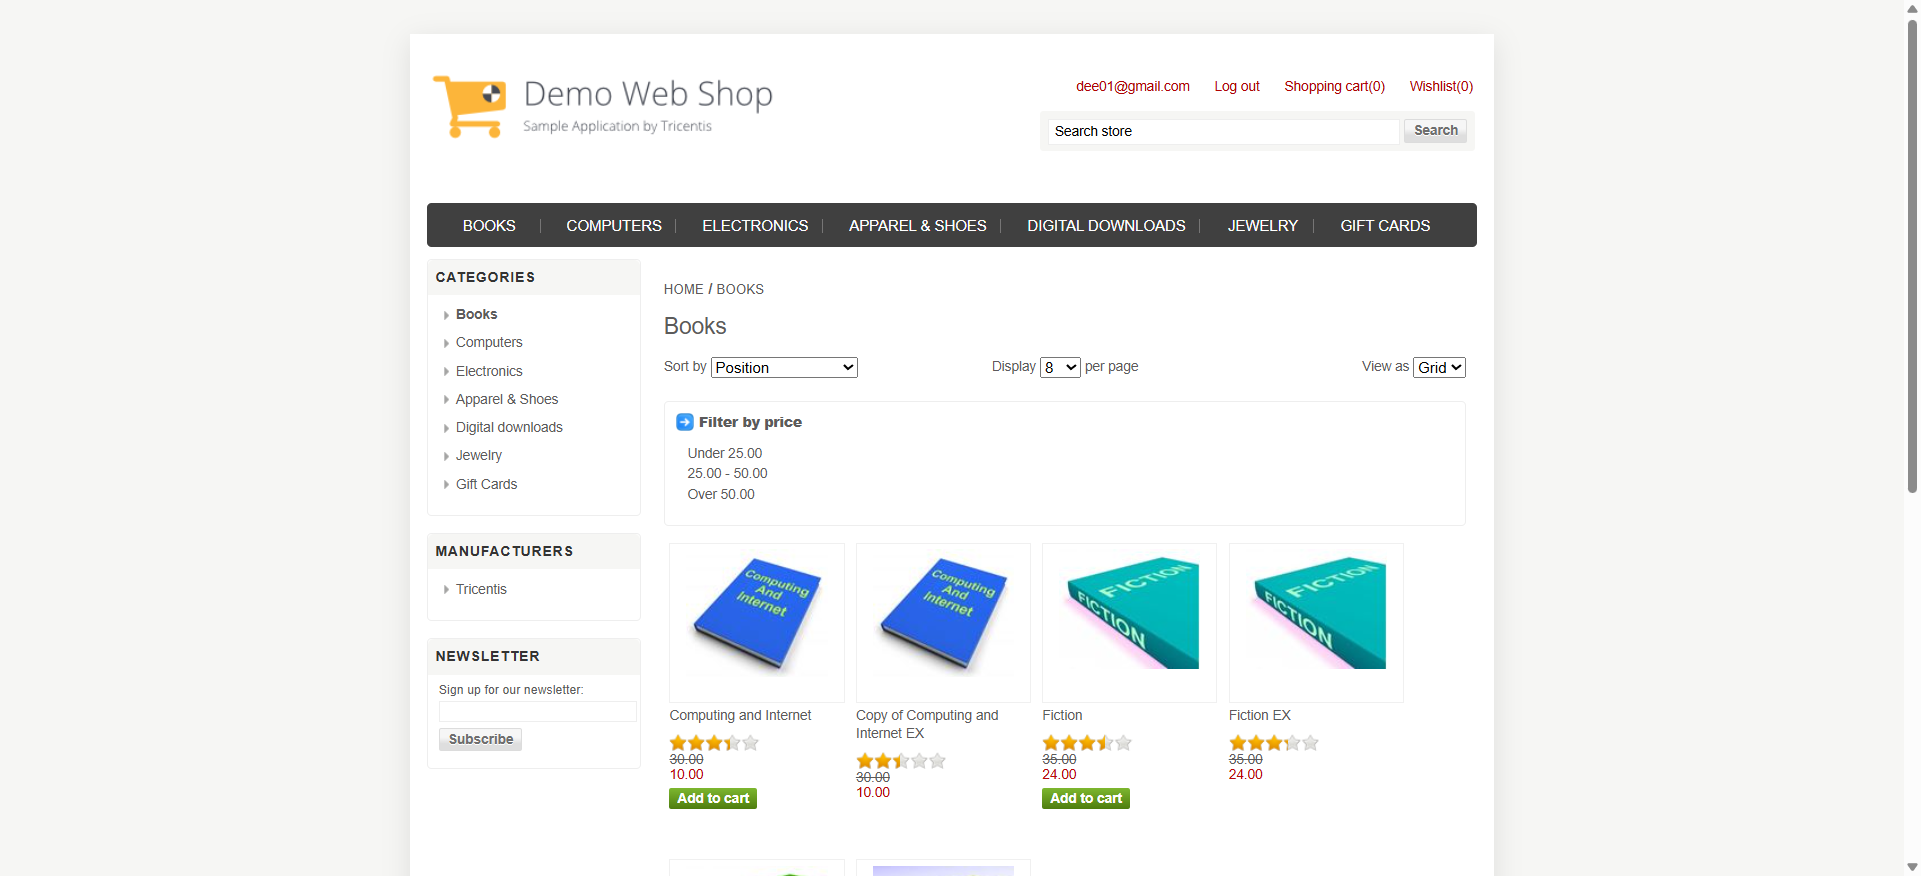 Demo Web Shop
Sample Application by Tricentis
dee01@gmail.com Log out Shopping cart(0) Wishlist(0)
Search store Search
BOOKS COMPUTERS ELECTRONICS APPAREL & SHOES DIGITAL DOWNLOADS JEWELRY GIFT CARDS
CATEGORIES
Books
Computers
Electronics
Apparel & Shoes
Digital downloads
Jewelry
Gift Cards
MANUFACTURERS
Tricentis
NEWSLETTER
Sign up for our newsletter:
Subscribe
HOME / BOOKS
Books
Sort by Position Display 8 per page View as Grid
Filter by price
Under 25.00
25.00 - 50.00
Over 50.00
Computing
And
Internet
Computing and Internet
30.00
10.00
Add to cart
Computing
And
Internet
Copy of Computing and
Internet EX
30.00
10.00
FICTION
FICTION
Fiction
35.00
24.00
Add to cart
FICTION
FICTION
Fiction EX
35.00
24.00